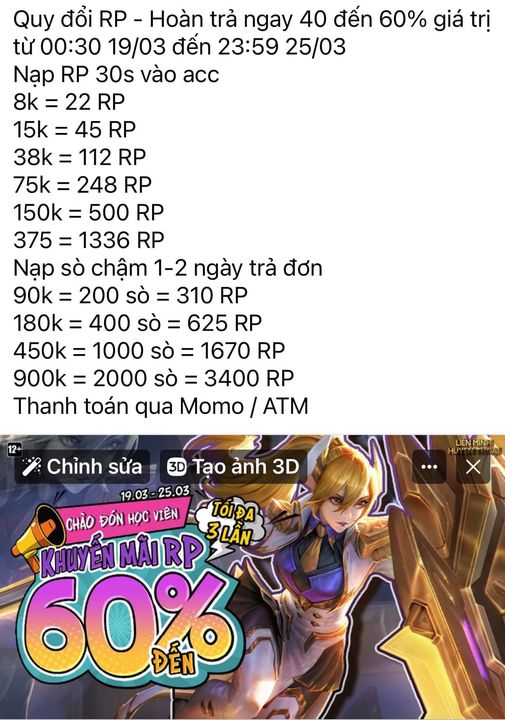 Quy đổi RP - Hoàn trả ngay 40 đến 60% giá trị
từ 00:30 19/03 đến 23:59 25/03
Nạp RP 30s vào acc
8k = 22 RP
15k = 45 RP
38k = 112 RP
75k = 248 RP
150k = 500 RP
375 = 1336 RP
Nạp sò chậm 1-2 ngày trả đơn
90k = 200 sò = 310 RP
180k = 400 sò = 625 RP
450k = 1000 sò = 1670 RP
900k = 2000 sò = 3400 RP
Thanh toán qua Momo / ATM
12+
LIÊN MINH
HUYỀN THOẠI
Chỉnh sửa
3D Tạo ảnh 3D
19.03 - 25.03
CHÀO ĐÓN HỌC VIÊN
TỐI ĐA
3 LẦN
KHUYẾN MÃI RP
60%
ĐẾN